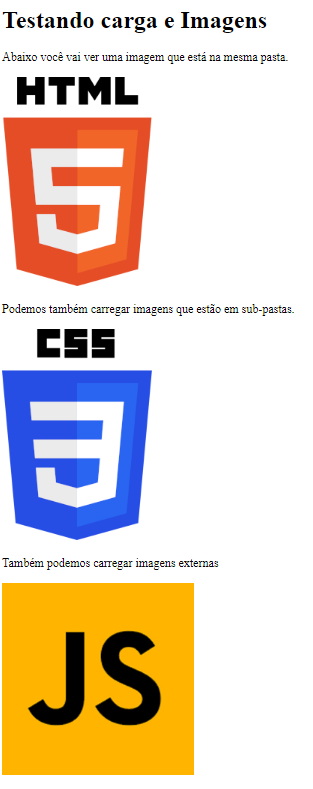 Testando carga e Imagens
Abaixo você vai ver uma imagem que está na mesma pasta.
HTML
5
Podemos também carregar imagens que estão em sub-pastas.
CSS
3
Também podemos carregar imagens externas
JS